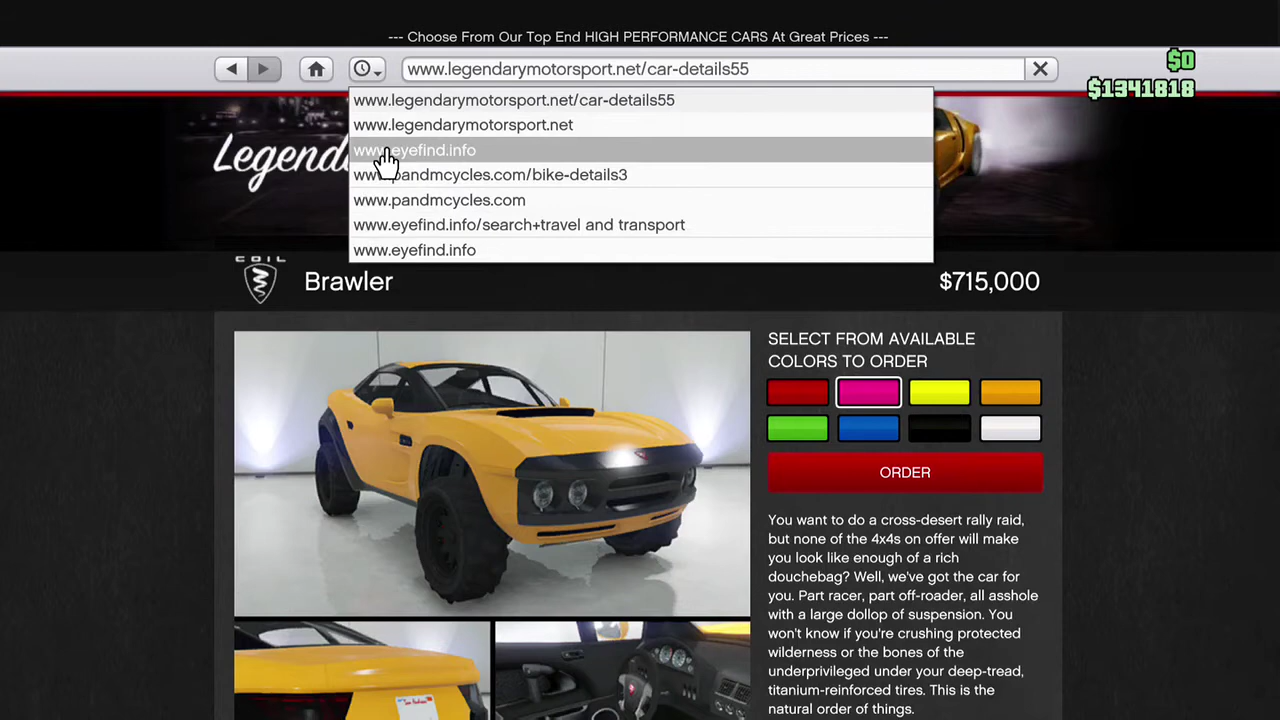 --- Choose From Our Top End HIGH PERFORMANCE CARS At Great Prices ---
www.legendarymotorsport.net/car-details55
$0
$1341818
www.legendarymotorsport.net/car-details55
www.legendarymotorsport.net
www.eyefind.info
www.pandmcycles.com/bike-details3
www.pandmcycles.com
www.eyefind.info/search+travel and transport
www.eyefind.info
COIL
Brawler
$715,000
SELECT FROM AVAILABLE
COLORS TO ORDER
ORDER
You want to do a cross-desert rally raid,
but none of the 4x4s on offer will make
you look like enough of a rich
douchebag? Well, we've got the car for
you. Part racer, part off-roader, all asshole
with a large dollop of suspension. You
won't know if you're crushing protected
wilderness or the bones of the
underprivileged under your deep-tread,
titanium-reinforced tires. This is the
natural order of things.